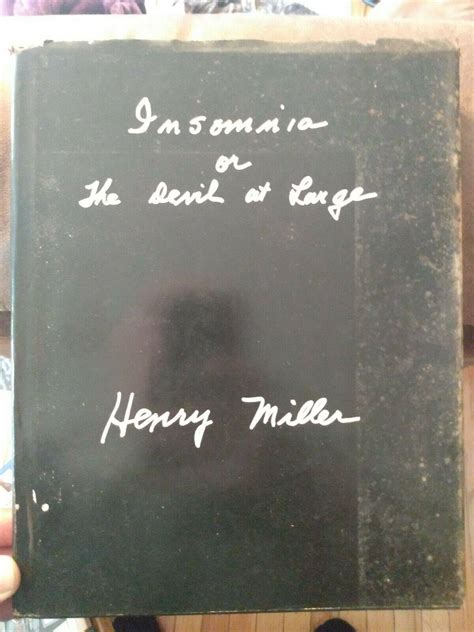 Insomnia
or
The Devil at Large
Henry Miller